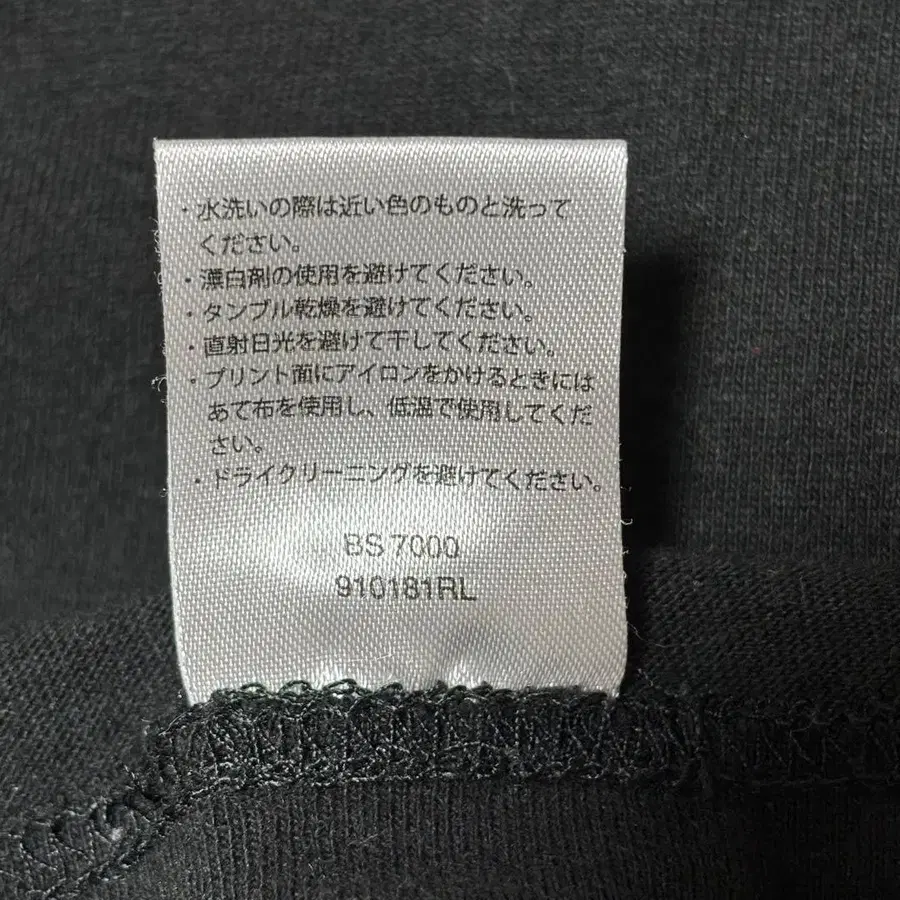 ・水洗いの際は近い色のものと洗って
ください。
・漂白剤の使用を避けてください。
・タンブル乾燥を避けてください。
・直射日光を避けて干してください。
・プリント面にアイロンをかけるときには
あて布を使用し、低温で使用してくだ
さい。
・ドライクリーニングを避けてください。
BS 7000
910181RL